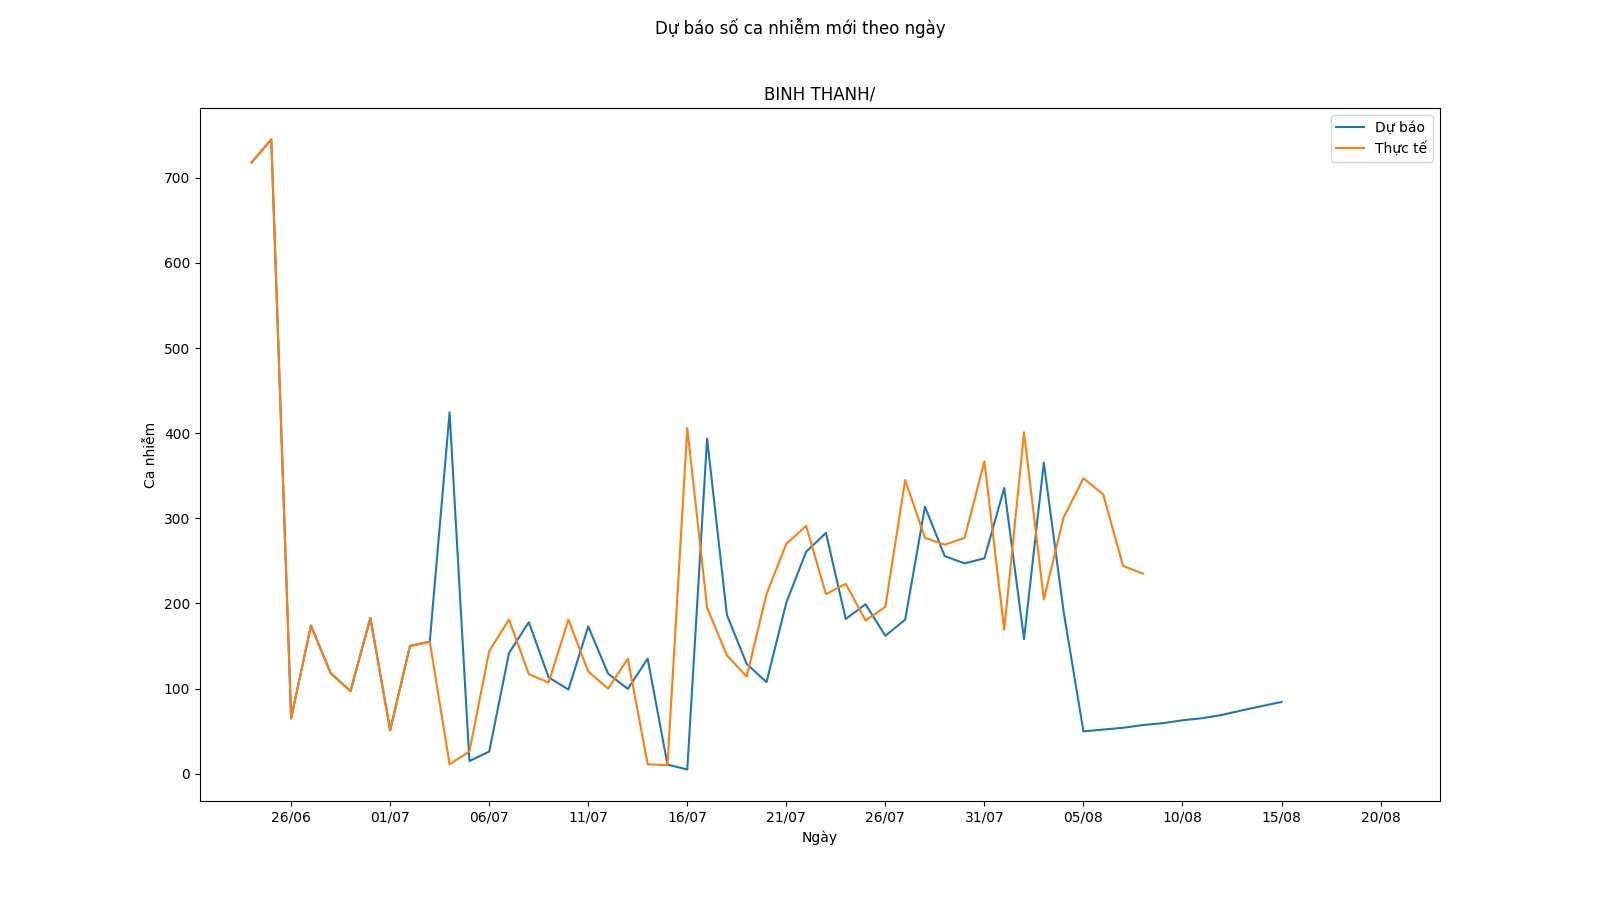 Dự báo số ca nhiễm mới theo ngày
BINH THANH/
Dự báo
Thực tế
700
600
500
400
300
200
100
0
Ca nhiễm
26/06 01/07 06/07 11/07 16/07 21/07 26/07 31/07 05/08 10/08 15/08 20/08
Ngày